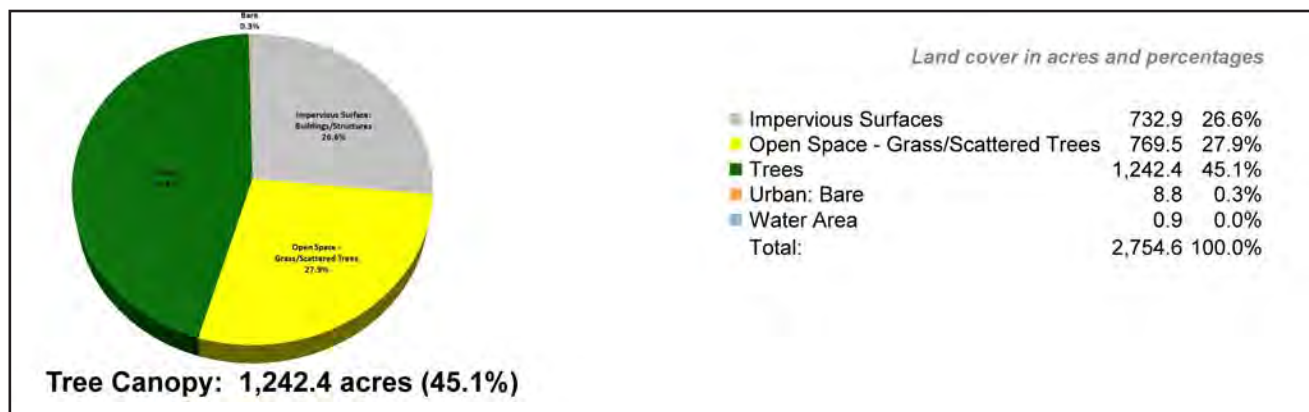 Bare
0.3%
Land cover in acres and percentages
Impervious Surface:
Buildings/Structures
26.6%
Impervious Surfaces 732.9 26.6%
Open Space - Grass/Scattered Trees 769.5 27.9%
Trees 1,242.4 45.1%
Urban: Bare 8.8 0.3%
Water Area 0.9 0.0%
Total: 2,754.6 100.0%
Open Space -
Grass/Scattered Trees
27.9%
Tree Canopy: 1,242.4 acres (45.1%)